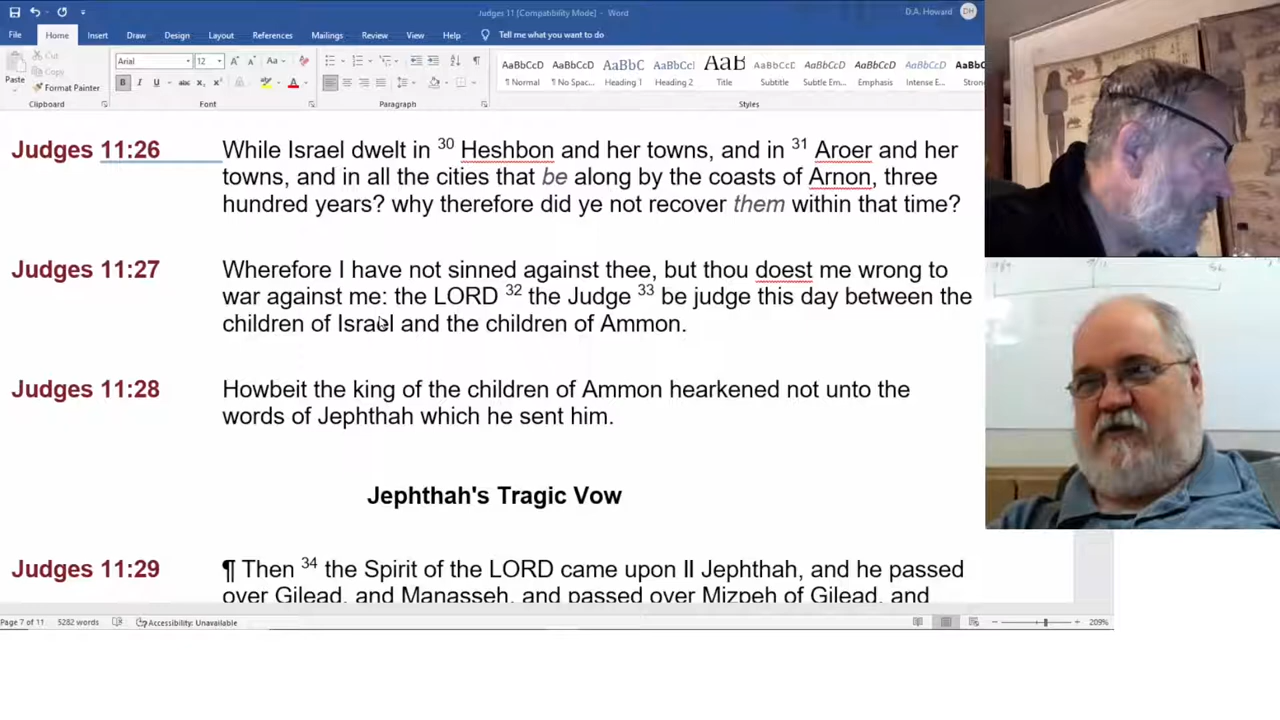 Judges 11 [Compatibility Mode] - Word
D.A. Howard DH
File Home Insert Draw Design Layout References Mailings Review View Help Tell me what you want to do
Paste Cut Copy Format Painter
Arial 12
AaBbCcD AaBbCcD AaBbC AaBbCcI AaB AaBbCcD AaBbCcD AaBbCcD AaBbCcD AaBbC
¶ Normal ¶ No Spac... Heading 1 Heading 2 Title Subtitle Subtle Em... Emphasis Intense E... Stron
Clipboard Font Paragraph Styles
Judges 11:26 While Israel dwelt in 30 Heshbon and her towns, and in 31 Aroer and her
towns, and in all the cities that be along by the coasts of Arnon, three
hundred years? why therefore did ye not recover them within that time?
Judges 11:27 Wherefore I have not sinned against thee, but thou doest me wrong to
war against me: the LORD 32 the Judge 33 be judge this day between the
children of Israel and the children of Ammon.
Judges 11:28 Howbeit the king of the children of Ammon hearkened not unto the
words of Jephthah which he sent him.
Jephthah's Tragic Vow
Judges 11:29 ¶ Then 34 the Spirit of the LORD came upon II Jephthah, and he passed
over Gilead, and Manasseh, and passed over Mizpeh of Gilead, and
Page 7 of 11 5282 words Accessibility: Unavailable 209%